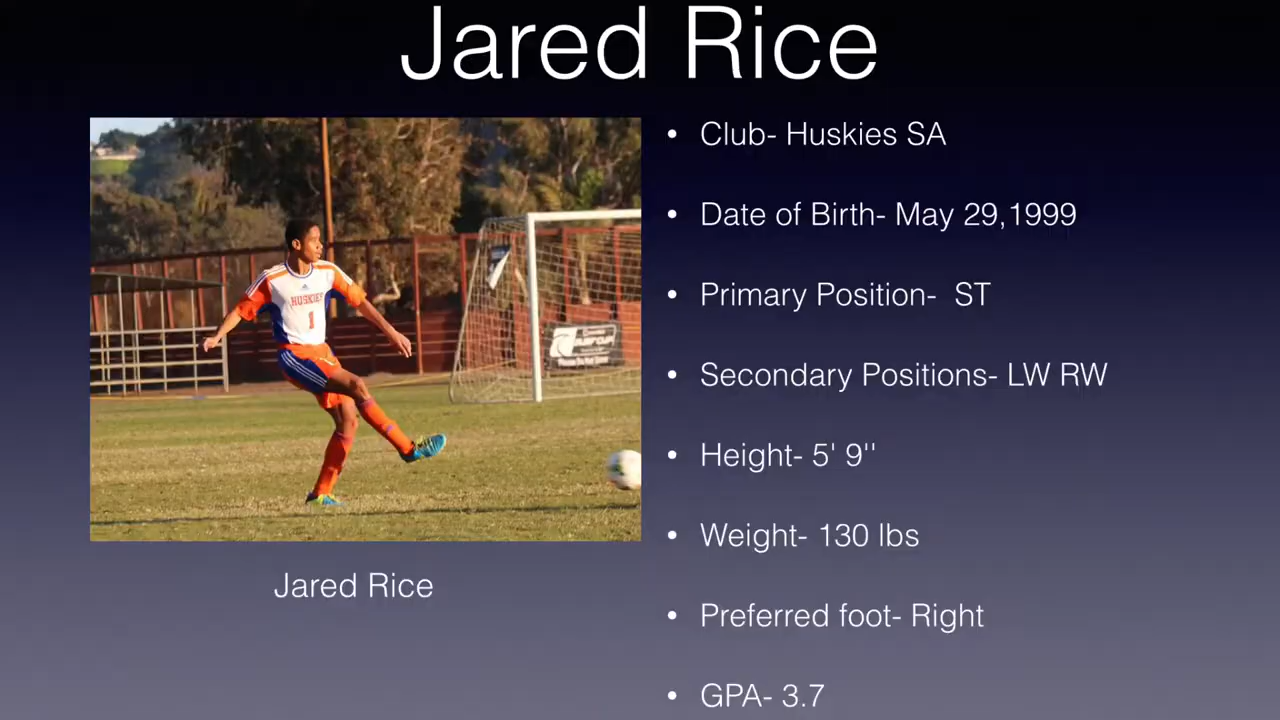 Jared Rice
HUSKIES
1
Jared Rice
• Club- Huskies SA
• Date of Birth- May 29,1999
• Primary Position-  ST
• Secondary Positions- LW RW
• Height- 5' 9''
• Weight- 130 lbs
• Preferred foot- Right
• GPA- 3.7